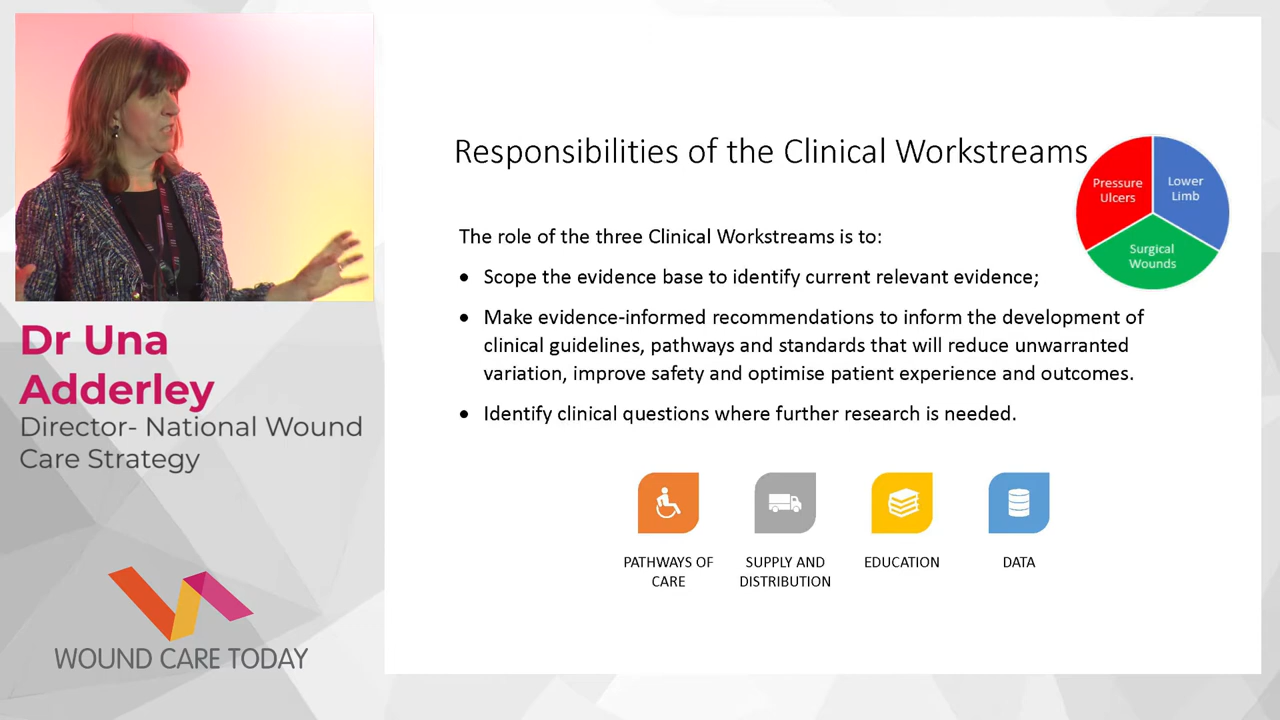 Dr Una
Adderley
Director- National Wound
Care Strategy
WOUND CARE TODAY
Responsibilities of the Clinical Workstreams
Pressure
Ulcers
Lower
Limb
Surgical
Wounds
The role of the three Clinical Workstreams is to:
• Scope the evidence base to identify current relevant evidence;
• Make evidence-informed recommendations to inform the development of
clinical guidelines, pathways and standards that will reduce unwarranted
variation, improve safety and optimise patient experience and outcomes.
• Identify clinical questions where further research is needed.
PATHWAYS OF
CARE
SUPPLY AND
DISTRIBUTION
EDUCATION
DATA